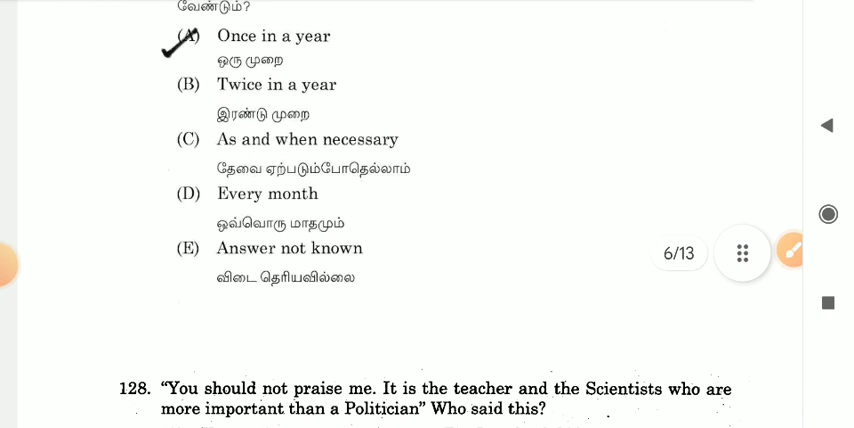 வேண்டும்?
(A) Once in a year
ஒரு முறை
(B) Twice in a year
இரண்டு முறை
(C) As and when necessary
தேவை ஏற்படும்போதெல்லாம்
(D) Every month
ஒவ்வொரு மாதமும்
(E) Answer not known
6/13
விடை தெரியவில்லை
128. “You should not praise me. It is the teacher and the Scientists who are
more important than a Politician” Who said this?